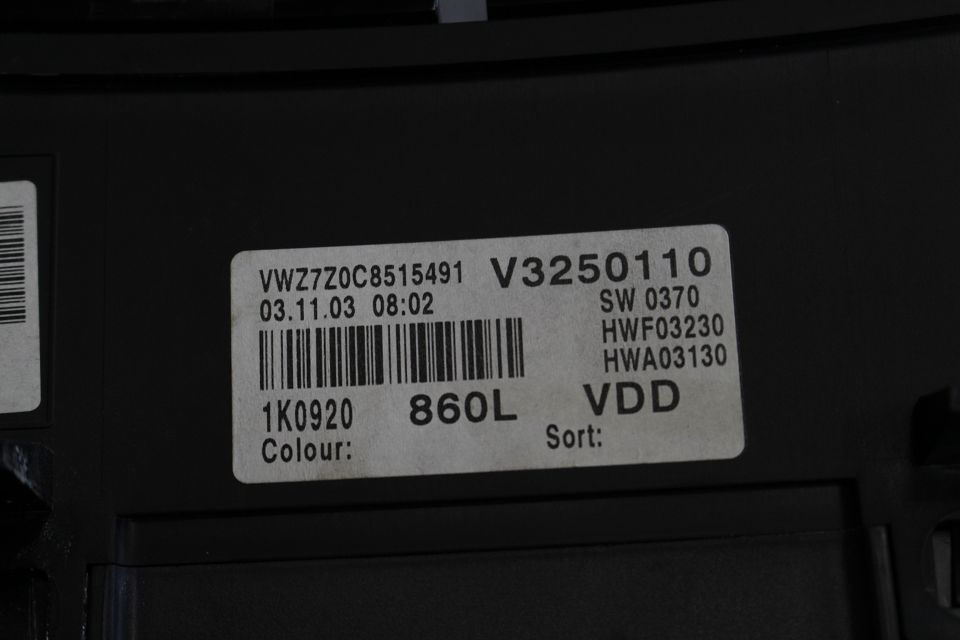 VWZ7Z0C8515491 V3250110
03.11.03 08:02 SW 0370
HWF03230
HWA03130
1K0920 860L VDD
Colour: Sort: